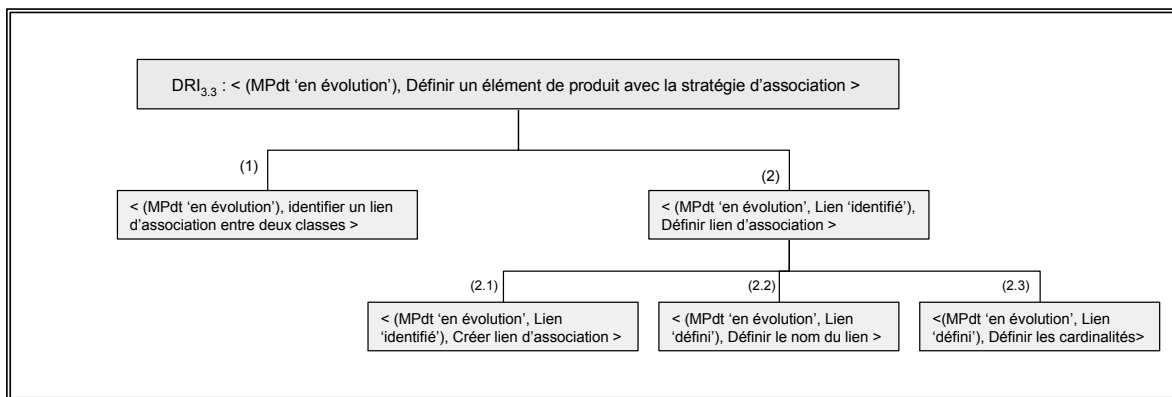 DRI3.3 : < (MPdt ‘en évolution’), Définir un élément de produit avec la stratégie d’association >
(1)
(2)
< (MPdt ‘en évolution’), identifier un lien
d’association entre deux classes >
< (MPdt ‘en évolution’, Lien ‘identifié’),
Définir lien d’association >
(2.1)
(2.2)
(2.3)
< (MPdt ‘en évolution’, Lien
‘identifié’), Créer lien d’association >
< (MPdt ‘en évolution’, Lien
‘défini’), Définir le nom du lien >
<(MPdt ‘en évolution’, Lien
‘défini’), Définir les cardinalités>